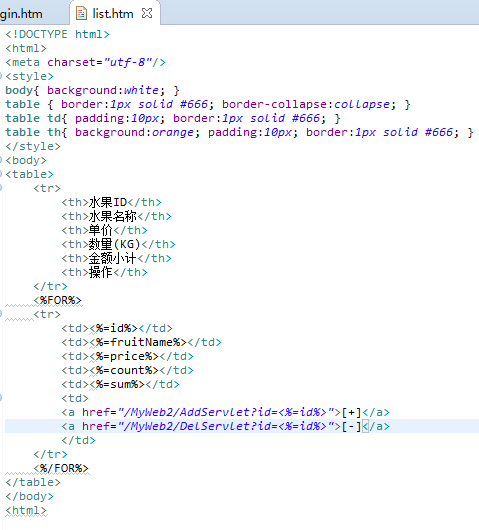 gin.htm list.htm
<!DOCTYPE html>
<html>
<meta charset="utf-8"/>
<style>
body{ background:white; }
table { border:1px solid #666; border-collapse:collapse; }
table td{ padding:10px; border:1px solid #666; }
table th{ background:orange; padding:10px; border:1px solid #666; }
</style>
<body>
<table>
<tr>
<th>水果ID</th>
<th>水果名称</th>
<th>单价</th>
<th>数量(KG)</th>
<th>金额小计</th>
<th>操作</th>
</tr>
<%FOR%>
<tr>
<td><%=id%></td>
<td><%=fruitName%></td>
<td><%=price%></td>
<td><%=count%></td>
<td><%=sum%></td>
<td>
<a href="/MyWeb2/AddServlet?id=<%=id%>">[+]</a>
<a href="/MyWeb2/DelServlet?id=<%=id%>">[-]</a>
</td>
</tr>
<%/FOR%>
</table>
</body>
<html>